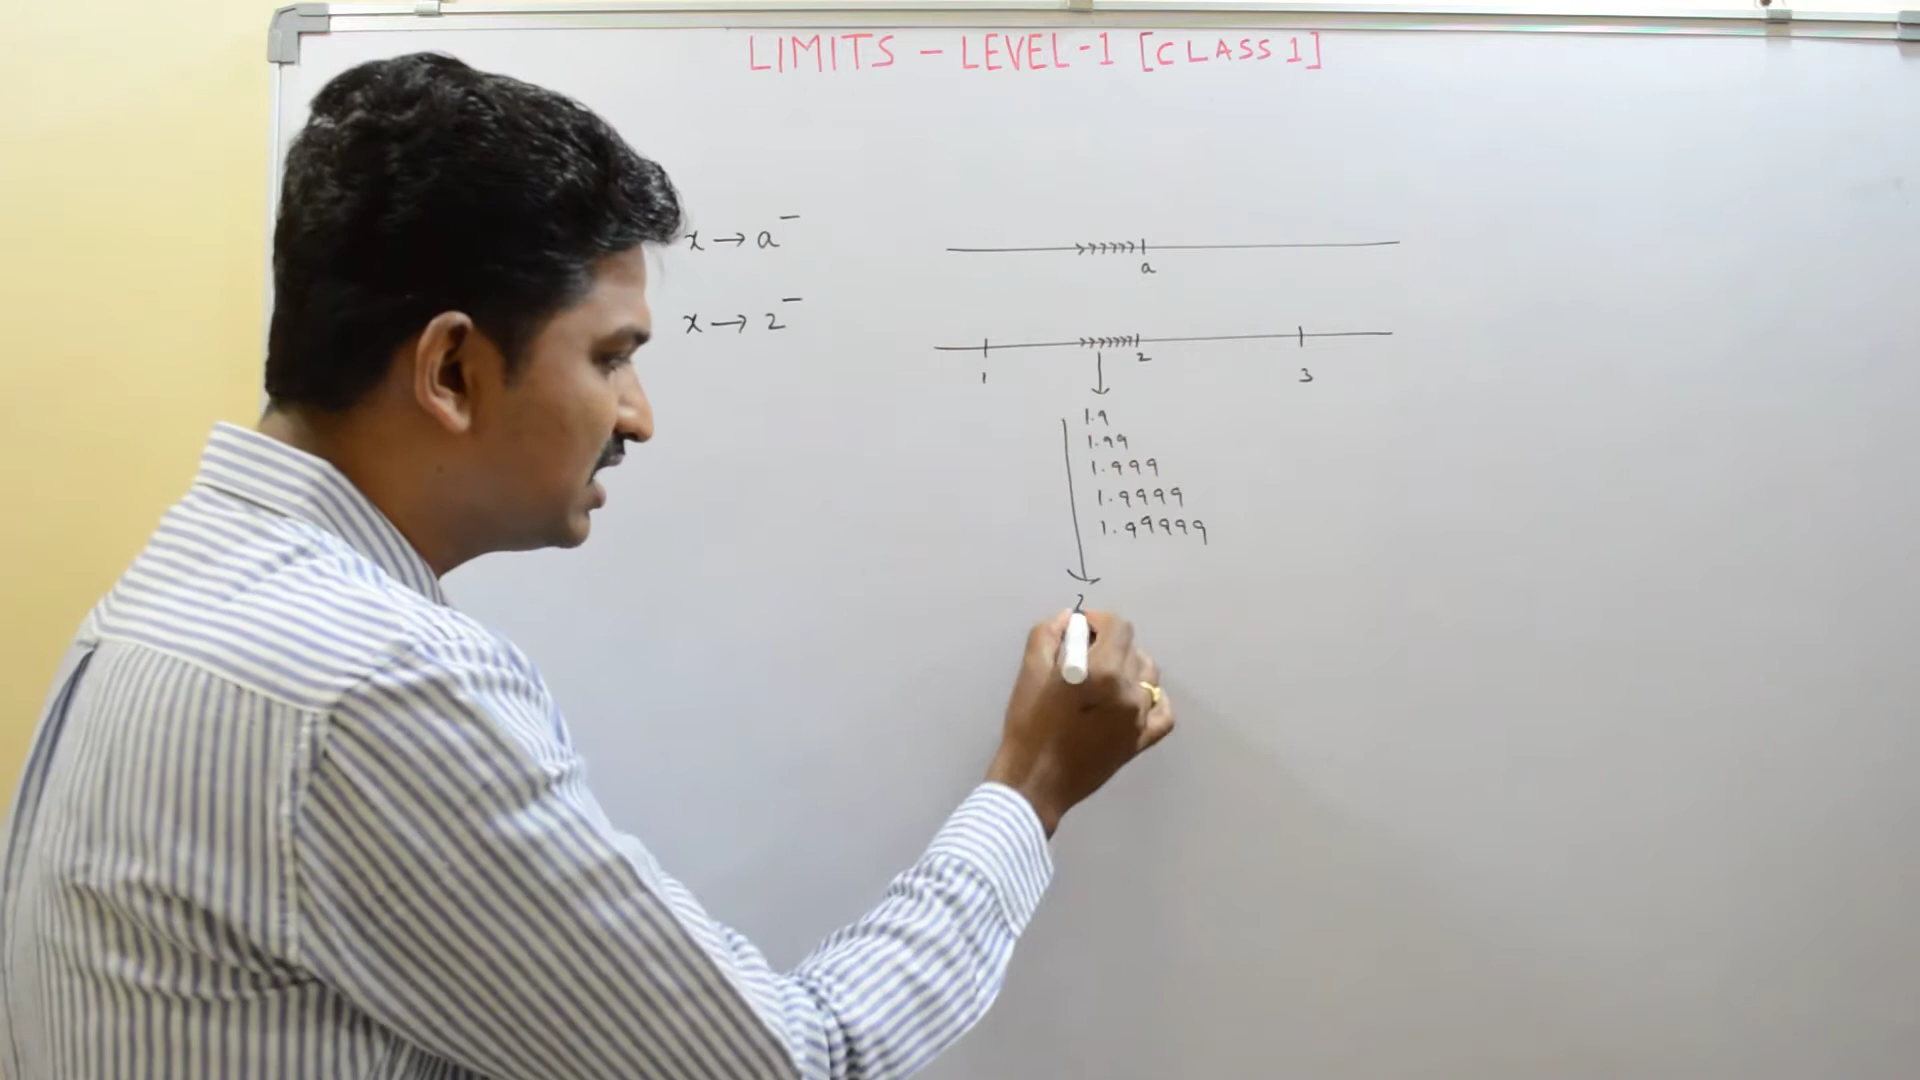 LIMITS - LEVEL-1 [CLASS 1]
x → a⁻
a
x → 2⁻
1 2 3
1.9
1.99
1.999
1.9999
1.99999
2